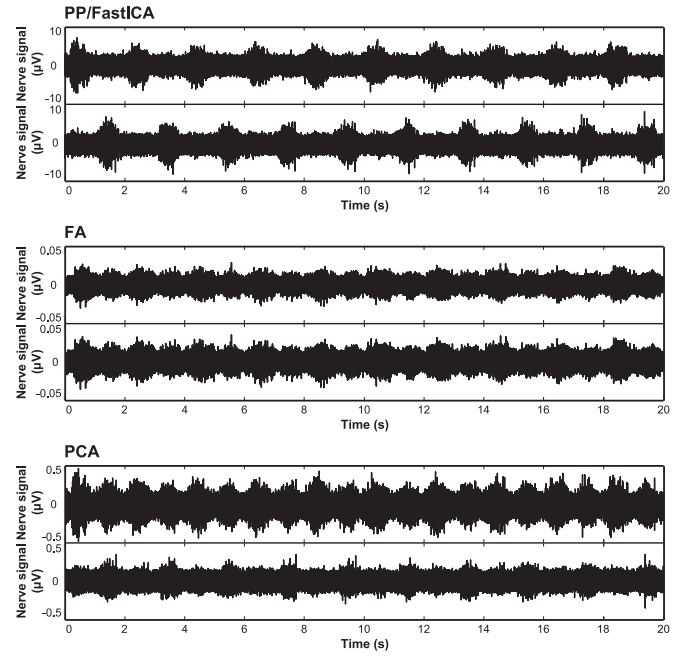 PP/FastICA
10
0
-10
Nerve signal
(µV)
10
0
-10
Nerve signal
(µV)
0 2 4 6 8 10 12 14 16 18 20
Time (s)
FA
0.05
0
-0.05
Nerve signal
(µV)
0.05
0
-0.05
Nerve signal
(µV)
0 2 4 6 8 10 12 14 16 18 20
Time (s)
PCA
0.5
0
-0.5
Nerve signal
(µV)
0.5
0
-0.5
Nerve signal
(µV)
0 2 4 6 8 10 12 14 16 18 20
Time (s)